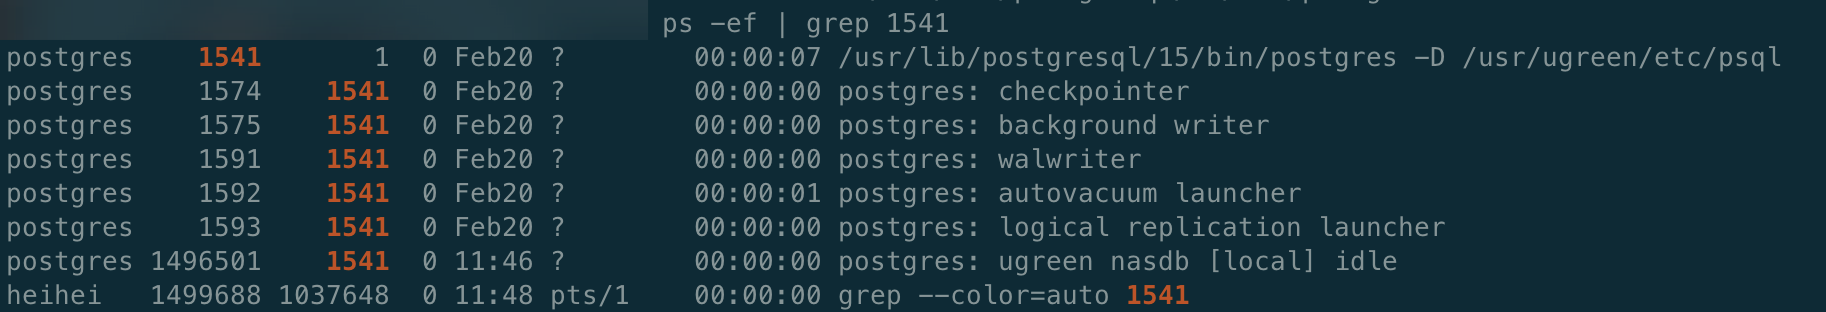 ps -ef | grep 1541
postgres    1541       1  0 Feb20 ?        00:00:07 /usr/lib/postgresql/15/bin/postgres -D /usr/ugreen/etc/psql
postgres    1574    1541  0 Feb20 ?        00:00:00 postgres: checkpointer
postgres    1575    1541  0 Feb20 ?        00:00:00 postgres: background writer
postgres    1591    1541  0 Feb20 ?        00:00:00 postgres: walwriter
postgres    1592    1541  0 Feb20 ?        00:00:01 postgres: autovacuum launcher
postgres    1593    1541  0 Feb20 ?        00:00:00 postgres: logical replication launcher
postgres 1496501    1541  0 11:46 ?        00:00:00 postgres: ugreen nasdb [local] idle
heihei   1499688 1037648  0 11:48 pts/1    00:00:00 grep --color=auto 1541